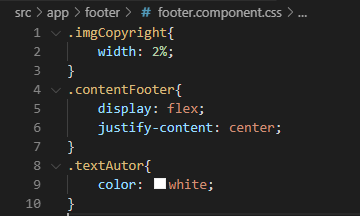 src > app > footer > # footer.component.css > ...
1 .imgCopyright{
2 width: 2%;
3 }
4 .contentFooter{
5 display: flex;
6 justify-content: center;
7 }
8 .textAutor{
9 color: white;
10 }